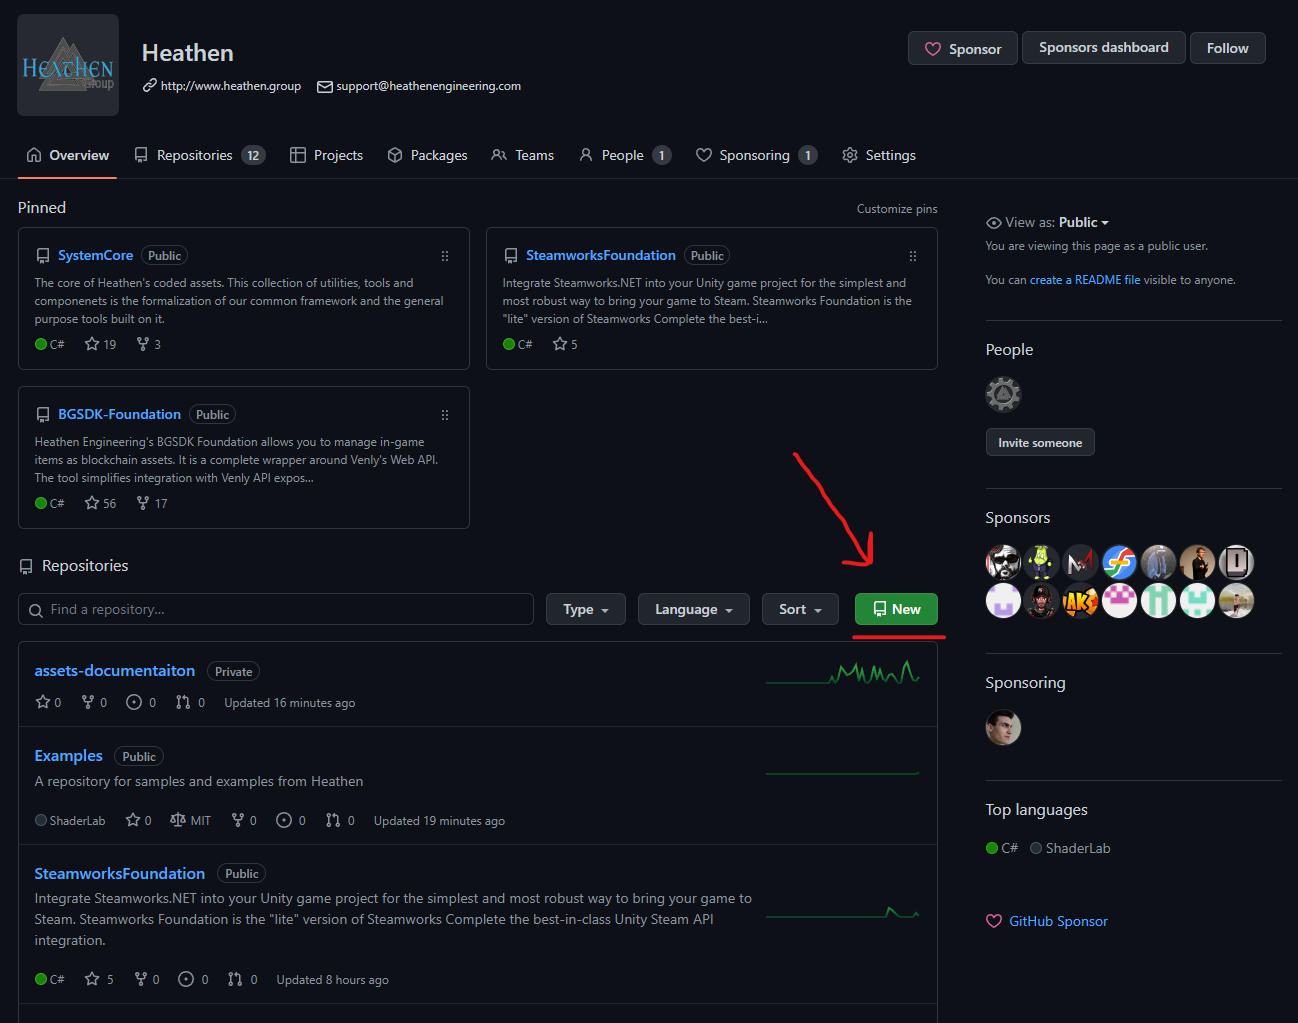 HEATHEN
Group
Heathen
http://www.heathen.group support@heathenengineering.com
Sponsor Sponsors dashboard Follow
Overview Repositories 12 Projects Packages Teams People 1 Sponsoring 1 Settings
Pinned Customize pins
SystemCore Public
The core of Heathen's coded assets. This collection of utilities, tools and
componenets is the formalization of our common framework and the general
purpose tools built on it.
C# 19 3
SteamworksFoundation Public
Integrate Steamworks.NET into your Unity game project for the simplest and
most robust way to bring your game to Steam. Steamworks Foundation is the
"lite" version of Steamworks Complete the best-i...
C# 5
BGSDK-Foundation Public
Heathen Engineering's BGSDK Foundation allows you to manage in-game
items as blockchain assets. It is a complete wrapper around Venly's Web API.
The tool simplifies integration with Venly API expos...
C# 56 17
Repositories
Find a repository... Type Language Sort New
assets-documentaiton Private
0 0 0 0 Updated 16 minutes ago
Examples Public
A repository for samples and examples from Heathen
ShaderLab 0 MIT 0 0 0 Updated 19 minutes ago
SteamworksFoundation Public
Integrate Steamworks.NET into your Unity game project for the simplest and most robust way to bring your game to
Steam. Steamworks Foundation is the "lite" version of Steamworks Complete the best-in-class Unity Steam API
integration.
C# 5 0 0 0 Updated 8 hours ago
View as: Public
You are viewing this page as a public user.
You can create a README file visible to anyone.
People
Invite someone
Sponsors
Sponsoring
Top languages
C# ShaderLab
GitHub Sponsor